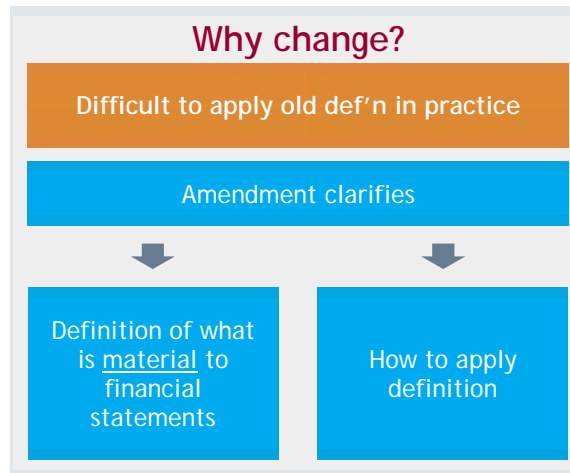 Why change?
Difficult to apply old def'n in practice
Amendment clarifies
Definition of what
is material to
financial
statements
How to apply
definition